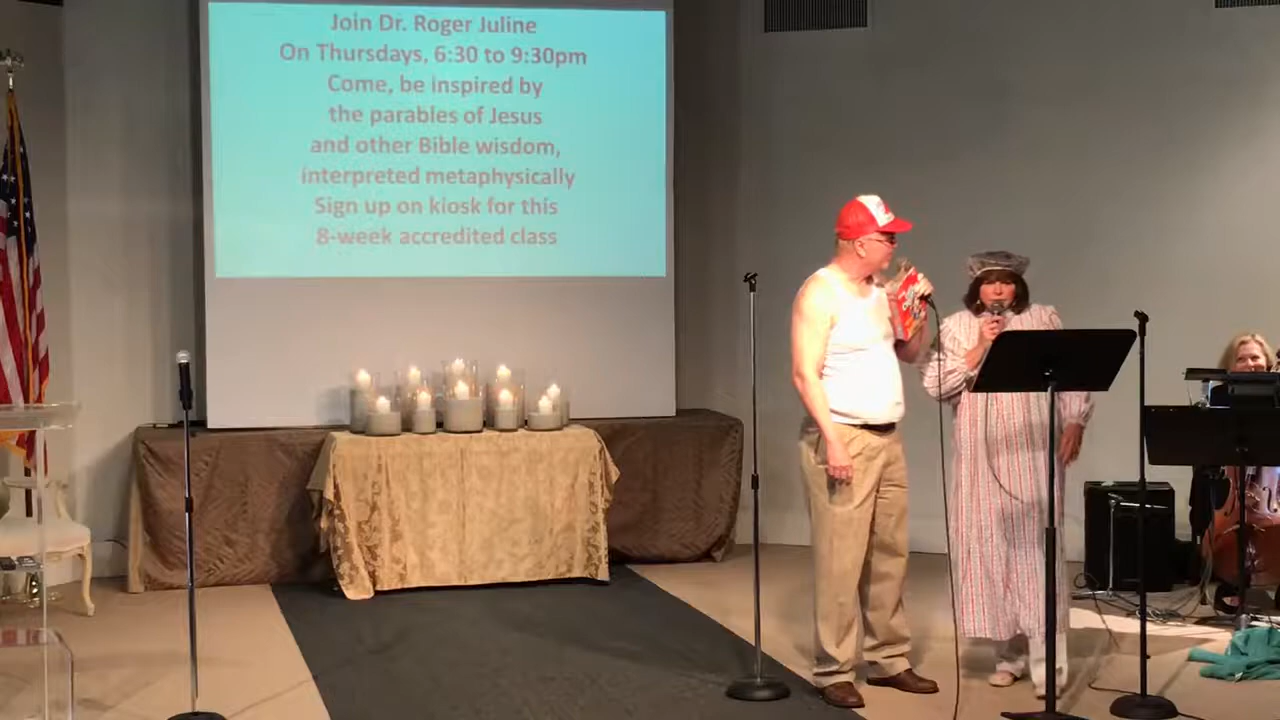 Join Dr. Roger Juline
On Thursdays, 6:30 to 9:30pm
Come, be inspired by
the parables of Jesus
and other Bible wisdom,
interpreted metaphysically
Sign up on kiosk for this
8-week accredited class